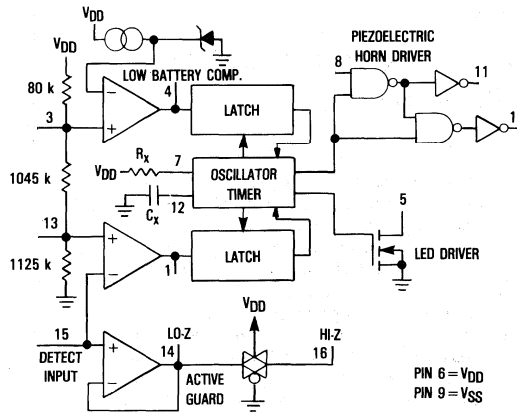 VDD
PIEZOELECTRIC
HORN DRIVER
VDD
8
11
LOW BATTERY COMP.
80 k
4
3
LATCH
1
RX
VDD
7
OSCILLATOR
TIMER
1045 k
12
CX
5
13
1125 k
LATCH
LED DRIVER
1
VDD
15
LO-Z
HI-Z
14
16
DETECT
INPUT
ACTIVE
GUARD
PIN 6 = VDD
PIN 9 = VSS